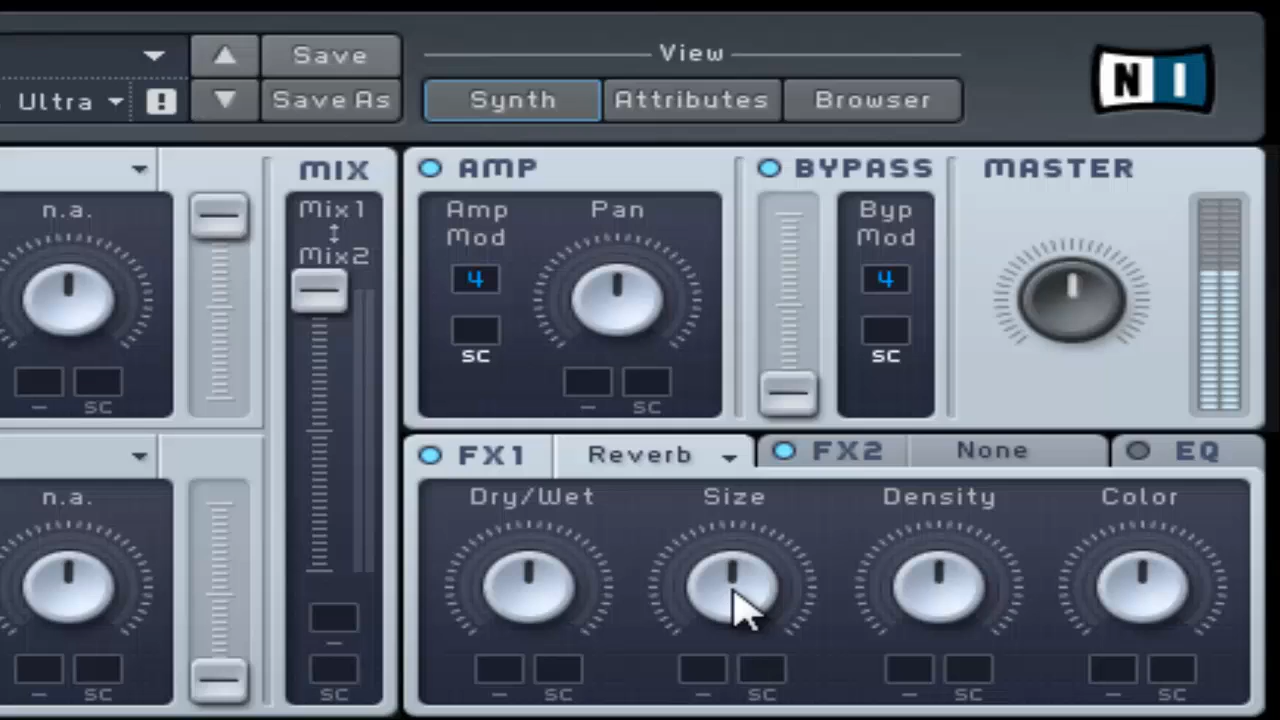 Save
View
Ultra
!
Save As
Synth
Attributes
Browser
NI
MIX
AMP
BYPASS
MASTER
n.a.
Mix1
Mix2
Amp
Mod
Pan
Byp
Mod
4
4
SC
SC
SC
SC
FX1
Reverb
FX2
None
EQ
n.a.
Dry/Wet
Size
Density
Color
SC
SC
SC
SC
SC
SC